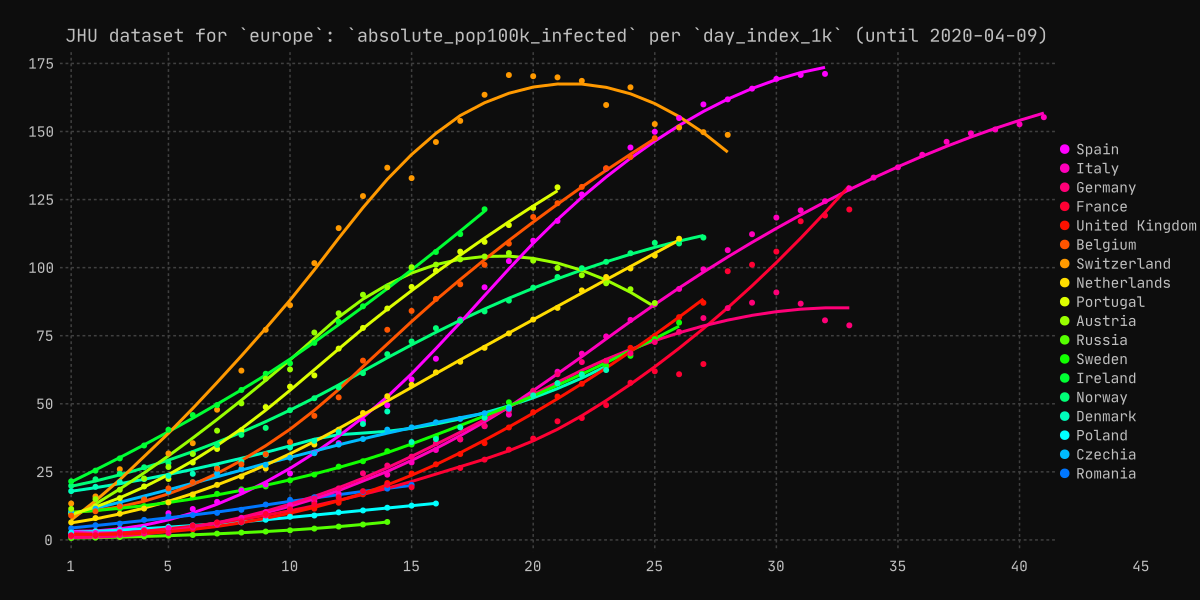 JHU dataset for `europe`: `absolute_pop100k_infected` per `day_index_1k` (until 2020-04-09)
175
150
125
100
75
50
25
0
1 5 10 15 20 25 30 35 40 45
Spain
Italy
Germany
France
United Kingdom
Belgium
Switzerland
Netherlands
Portugal
Austria
Russia
Sweden
Ireland
Norway
Denmark
Poland
Czechia
Romania